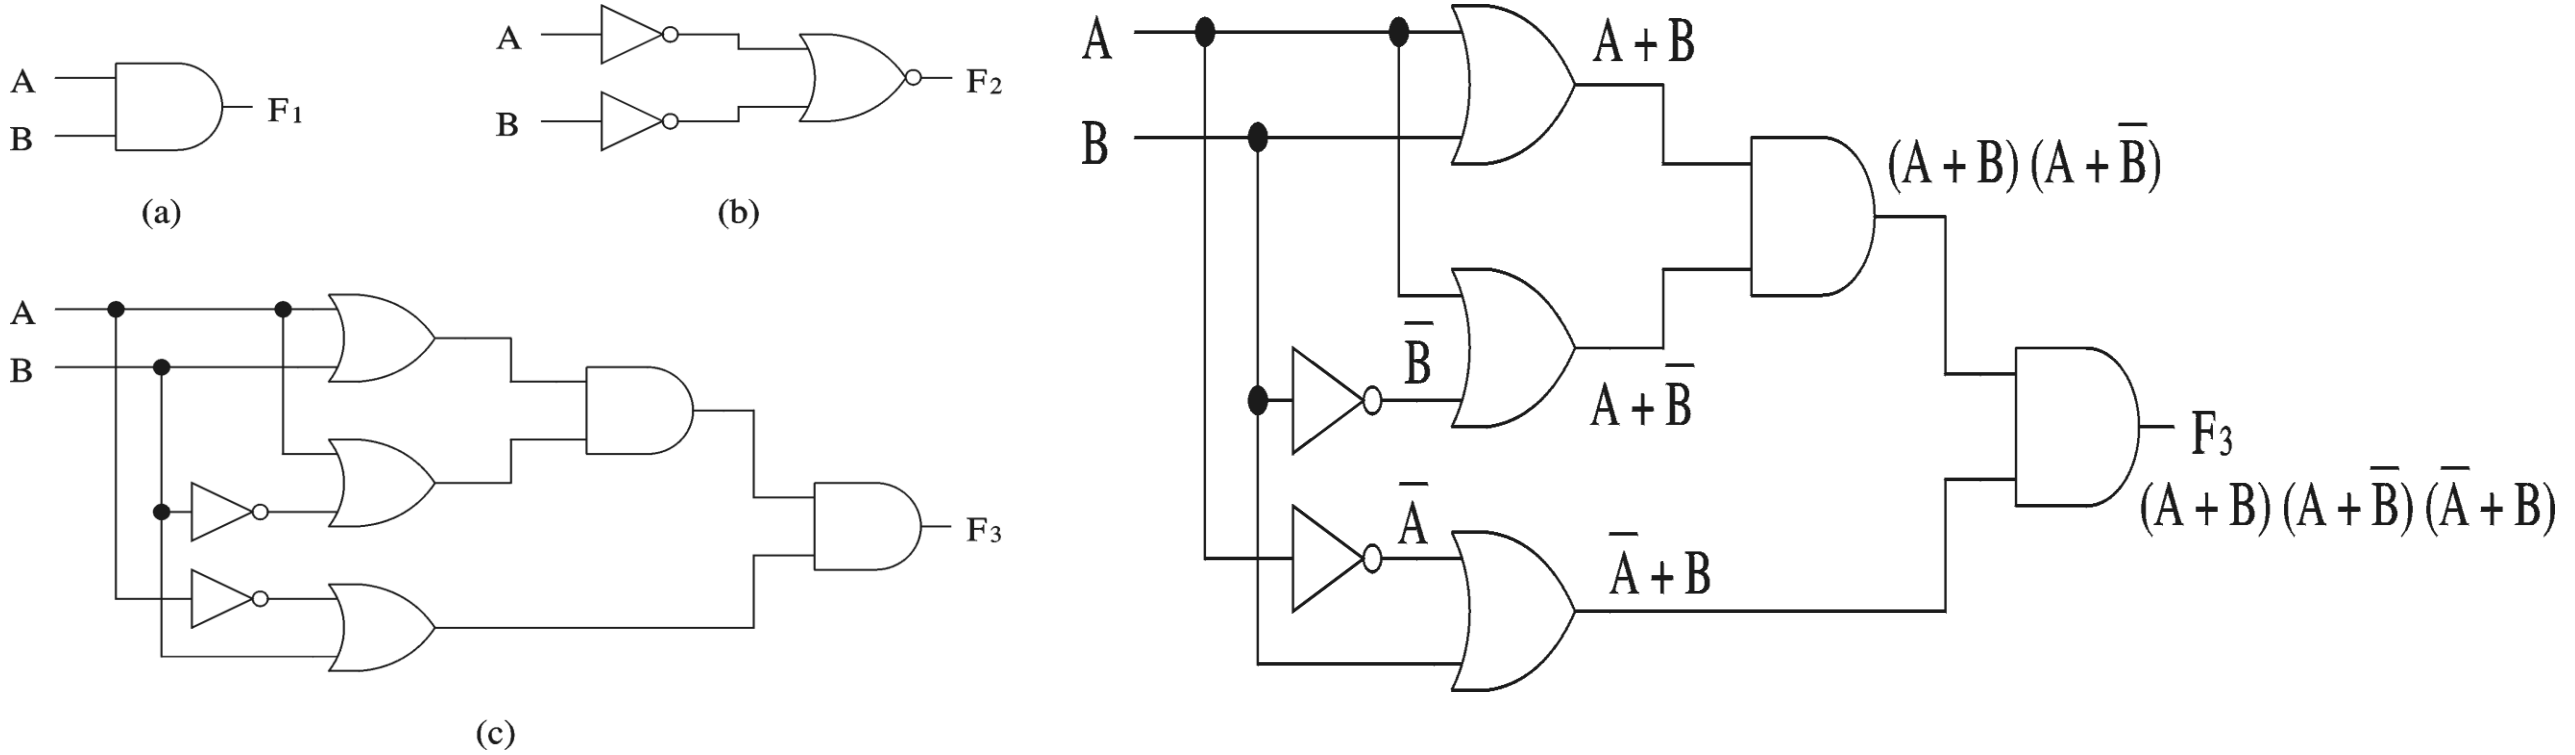 A
B
F1
(a)
A
B
F2
(b)
A
B
F3
(c)
A
B
A + B
(A + B) (A + B̅)
B̅
A + B̅
A̅
A̅ + B
F3
(A + B) (A + B̅) (A̅ + B)